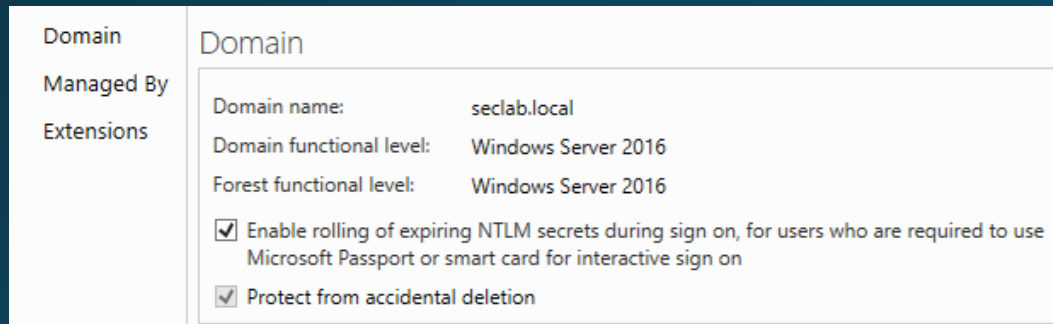 Domain
Managed By
Extensions
Domain
Domain name: seclab.local
Domain functional level: Windows Server 2016
Forest functional level: Windows Server 2016
Enable rolling of expiring NTLM secrets during sign on, for users who are required to use
Microsoft Passport or smart card for interactive sign on
Protect from accidental deletion